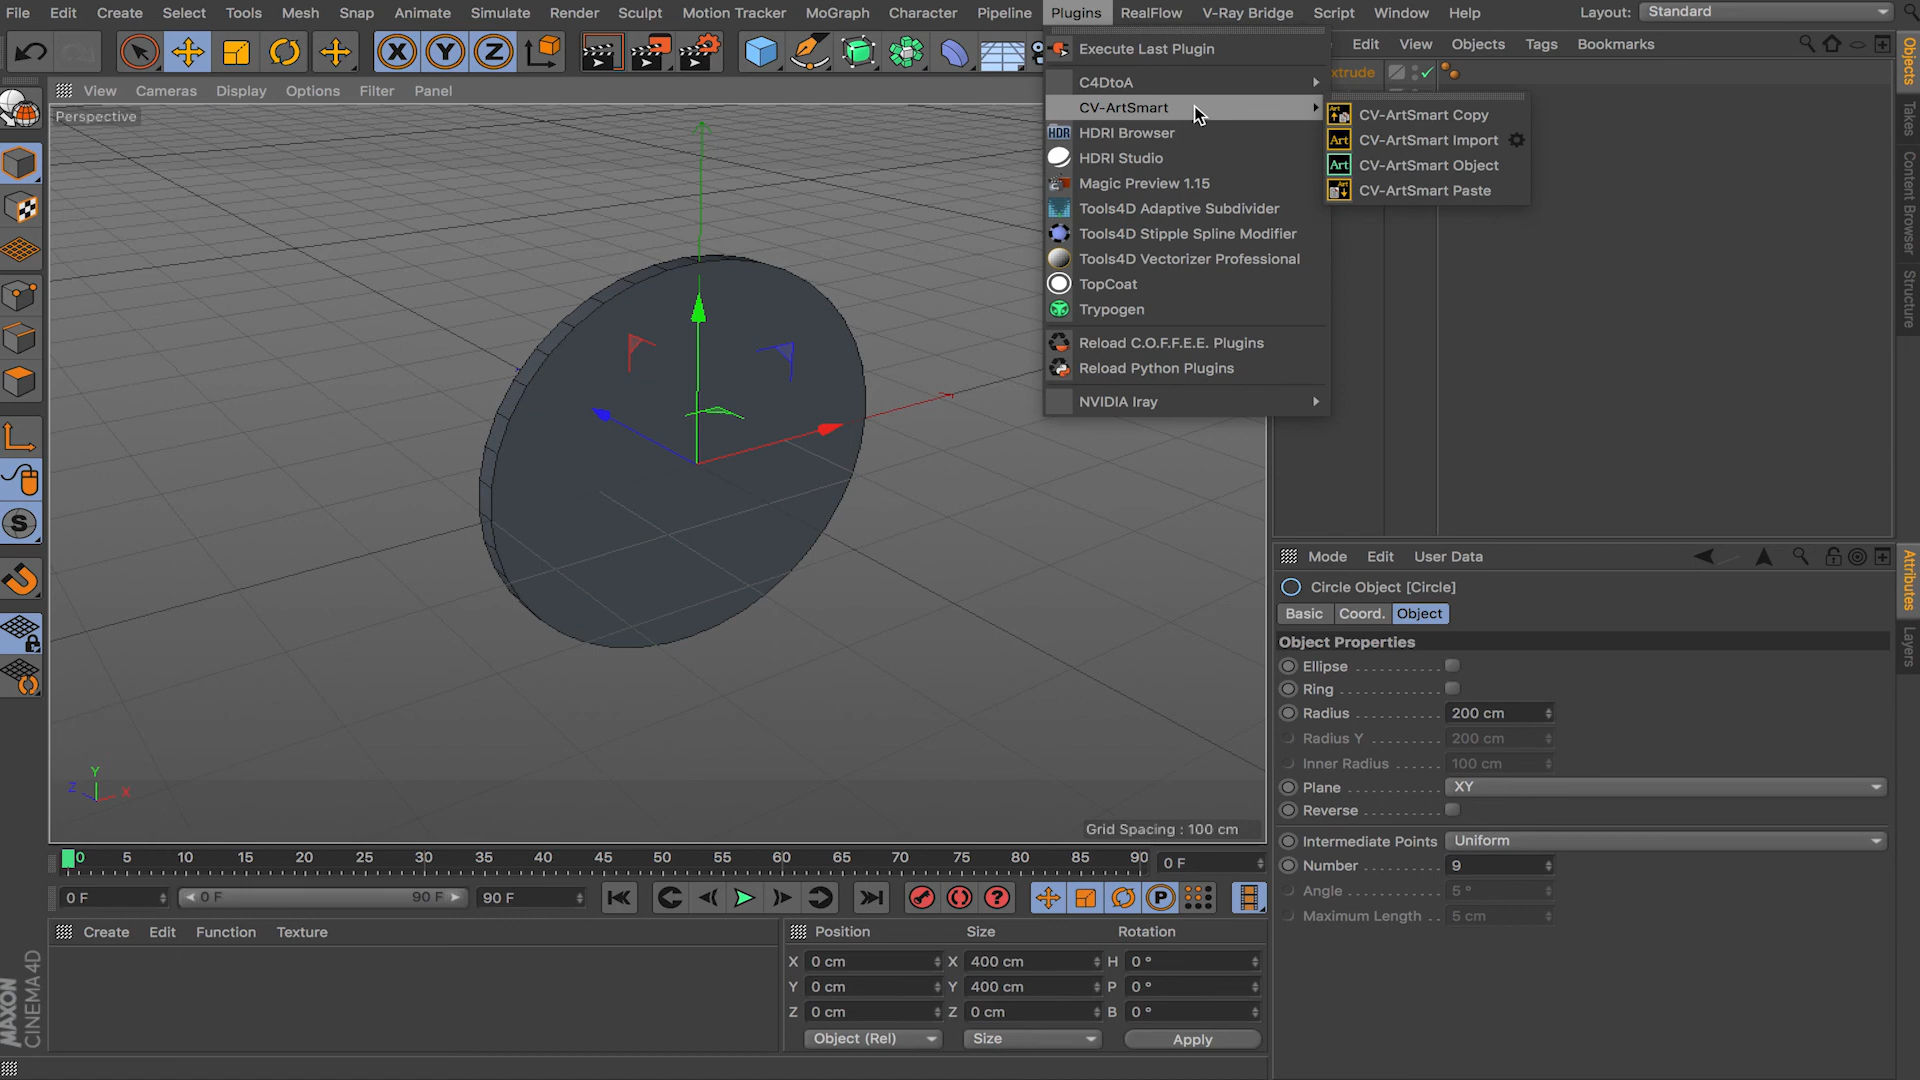 File Edit Create Select Tools Mesh Snap Animate Simulate Render Sculpt Motion Tracker MoGraph Character Pipeline Plugins RealFlow V-Ray Bridge Script Window Help Layout: Standard
X Y Z
Edit View Objects Tags Bookmarks
View Cameras Display Options Filter Panel
Perspective
Execute Last Plugin
C4DtoA
CV-ArtSmart
HDR HDRI Browser
HDRI Studio
Magic Preview 1.15
Tools4D Adaptive Subdivider
Tools4D Stipple Spline Modifier
Tools4D Vectorizer Professional
TopCoat
Trypogen
Reload C.O.F.F.E.E. Plugins
Reload Python Plugins
NVIDIA Iray
xtrude
Art CV-ArtSmart Copy
Art CV-ArtSmart Import
Art CV-ArtSmart Object
Art CV-ArtSmart Paste
Objects
Takes
Content Browser
Structure
Y
Z X
Grid Spacing : 100 cm
S
Mode Edit User Data
Circle Object [Circle]
Basic Coord. Object
Object Properties
Ellipse
Ring
Radius 200 cm
Radius Y 200 cm
Inner Radius 100 cm
Plane XY
Reverse
Intermediate Points Uniform
Number 9
Angle 5 °
Maximum Length 5 cm
Attributes
Layers
0 5 10 15 20 25 30 35 40 45 50 55 60 65 70 75 80 85 90 0 F
0 F 0 F 90 F 90 F
? P
Create Edit Function Texture
Position Size Rotation
X 0 cm X 400 cm H 0 °
Y 0 cm Y 400 cm P 0 °
Z 0 cm Z 0 cm B 0 °
Object (Rel) Size Apply
MAXON
CINEMA 4D